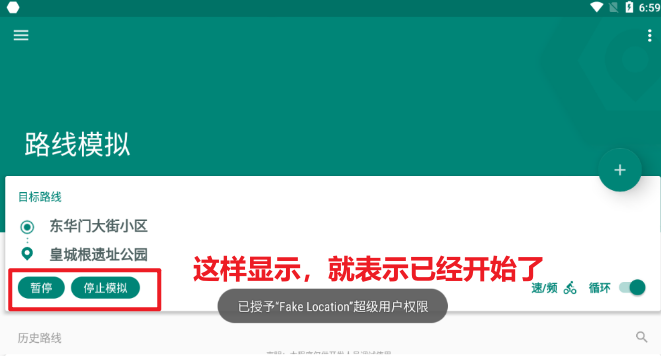 6:59
路线模拟
目标路线
东华门大街小区
皇城根遗址公园
这样显示，就表示已经开始了
暂停 停止模拟 速/频 循环
已授予“Fake Location”超级用户权限
历史路线